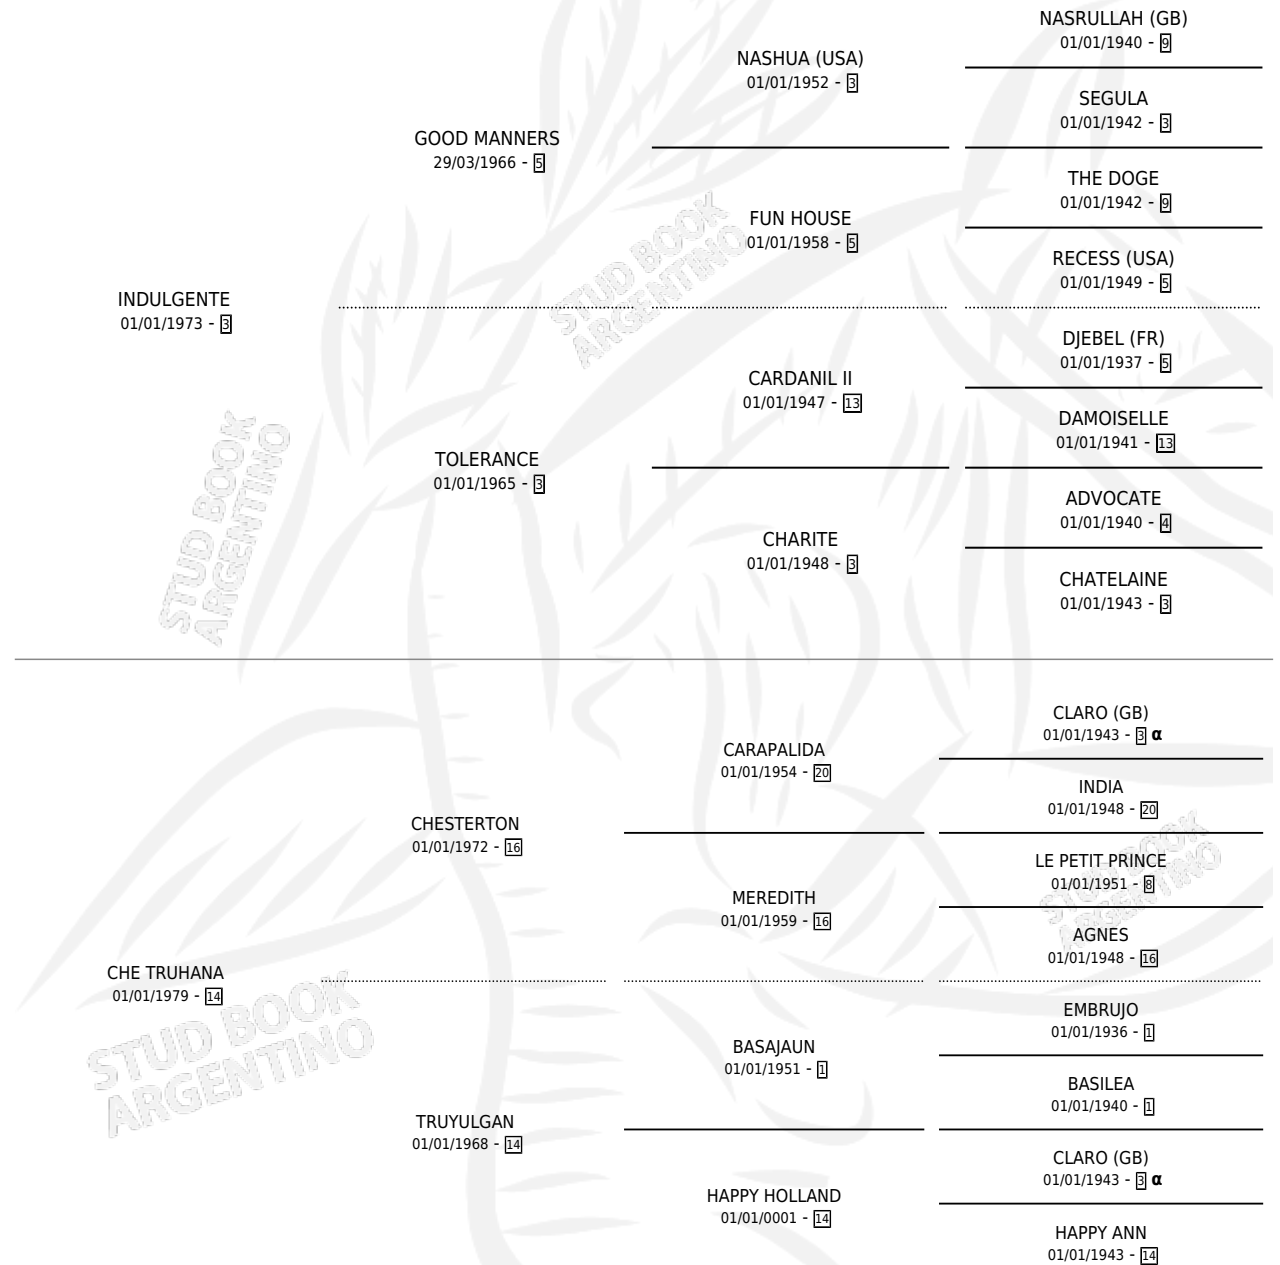 NASRULLAH (GB)
01/01/1940 - 9
NASHUA (USA)
01/01/1952 - 3
SEGULA
01/01/1942 - 3
GOOD MANNERS
29/03/1966 - 5
THE DOGE
01/01/1942 - 9
FUN HOUSE
01/01/1958 - 5
RECESS (USA)
01/01/1949 - 5
INDULGENTE
01/01/1973 - 3
DJEBEL (FR)
01/01/1937 - 5
CARDANIL II
01/01/1947 - 13
DAMOISELLE
01/01/1941 - 13
TOLERANCE
01/01/1965 - 3
ADVOCATE
01/01/1940 - 4
CHARITE
01/01/1948 - 3
CHATELAINE
01/01/1943 - 3
CLARO (GB)
01/01/1943 - 3 α
CARAPALIDA
01/01/1954 - 20
INDIA
01/01/1948 - 20
CHESTERTON
01/01/1972 - 16
LE PETIT PRINCE
01/01/1951 - 8
MEREDITH
01/01/1959 - 16
AGNES
01/01/1948 - 16
CHE TRUHANA
01/01/1979 - 14
EMBRUJO
01/01/1936 - 1
BASAJAUN
01/01/1951 - 1
BASILEA
01/01/1940 - 1
TRUYULGAN
01/01/1968 - 14
CLARO (GB)
01/01/1943 - 3 α
HAPPY HOLLAND
01/01/0001 - 14
HAPPY ANN
01/01/1943 - 14
STUD BOOK
ARGENTINO
STUD BOOK
ARGENTINO
STUD BOOK
ARGENTINO
STUD BOOK
ARGENTINO